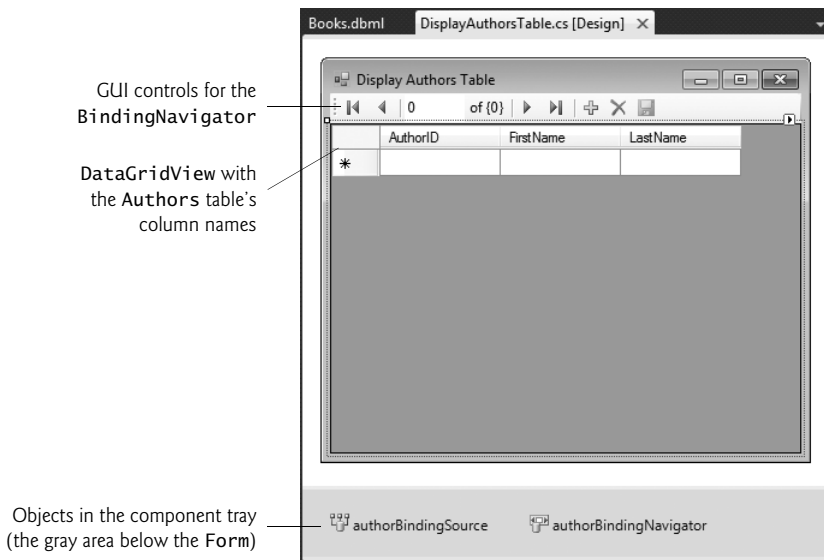 Books.dbml DisplayAuthorsTable.cs [Design]
Display Authors Table
GUI controls for the
BindingNavigator
0 of {0}
AuthorID FirstName LastName
DataGridView with
the Authors table's
column names
Objects in the component tray
(the gray area below the Form)
authorBindingSource authorBindingNavigator